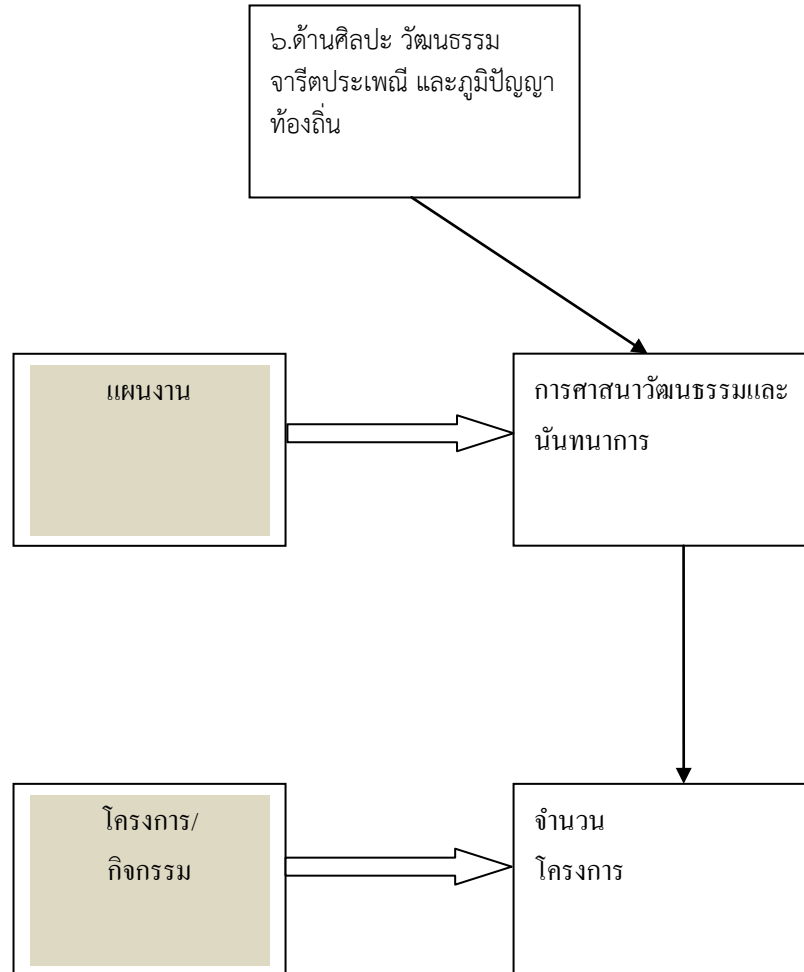 ๖.ด้านศิลปะ วัฒนธรรม
จารีตประเพณี และภูมิปัญญา
ท้องถิ่น
แผนงาน
การศาสนาวัฒนธรรมและ
นันทนาการ
โครงการ/
กิจกรรม
จำนวน
โครงการ